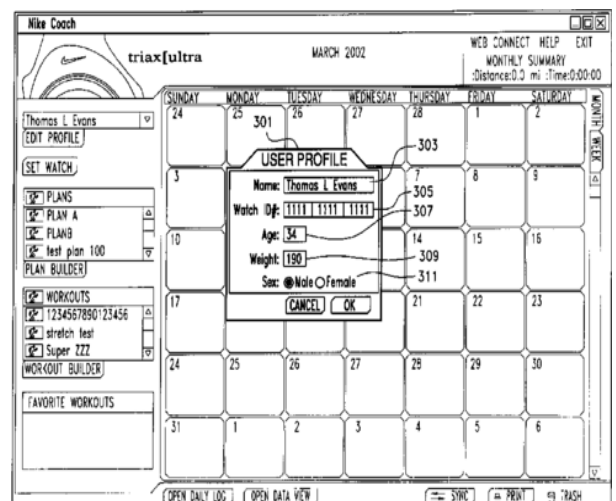 Nike Coach
triax[ultra
MARCH 2002
WEB CONNECT HELP EXIT
MONTHLY SUMMARY
:Distance:0.0 mi :Time:0:00:00
Thomas L Evans
EDIT PROFILE
SET WATCH
PLANS
PLAN A
PLANB
test plan 100
PLAN BUILDER
WORKOUTS
1234567890123456
stretch test
Super ZZZ
WORKOUT BUILDER
FAVORITE WORKOUTS
SUNDAY MONDAY TUESDAY WEDNESDAY THURSDAY FRIDAY SATURDAY
24 25 26 27 28 1 2
3 7 8 9
10 14 15 16
17 21 22 23
24 25 26 27 28 29 30
31 1 2 3 4 5 6
MONTH WEEK
301
USER PROFILE
Name: Thomas L Evans 303
Watch ID#: 1111 1111 1111 305
Age: 34 307
Weight: 190 309
Sex: Male Female 311
CANCEL OK
OPEN DAILY LOG OPEN DATA VIEW SYNC PRINT TRASH